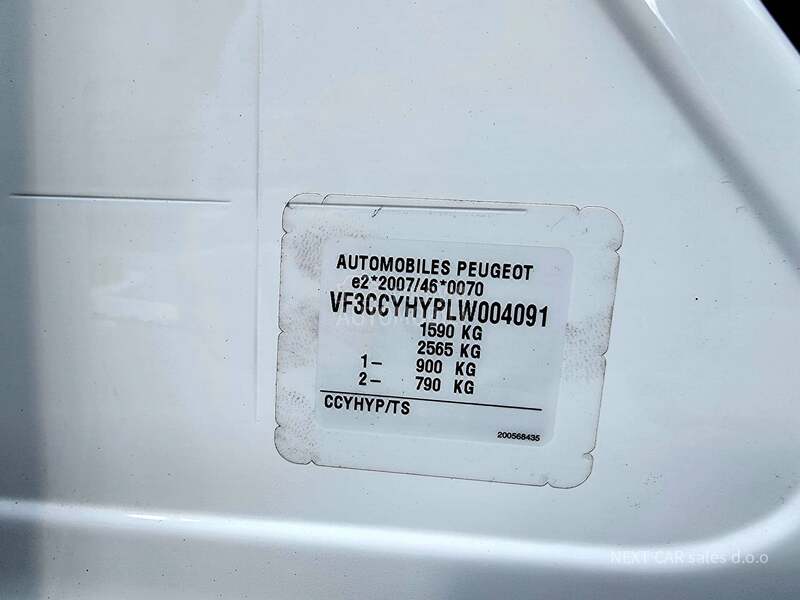 AUTOMOBILES PEUGEOT
e2*2007/46*0070
VF3CCYHYPLW004091
1590 KG
2565 KG
1– 900 KG
2– 790 KG
CCYHYP/TS
200568435
NEXT CAR sales d.o.o